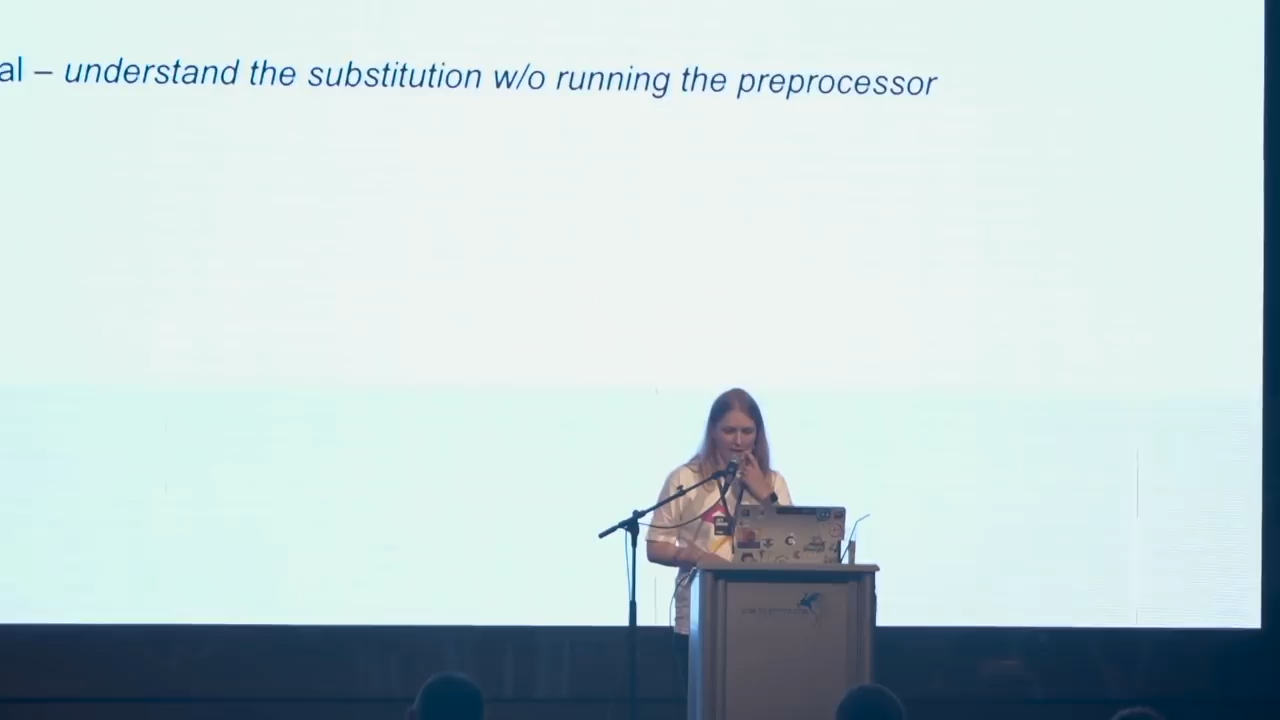 al – understand the substitution w/o running the preprocessor